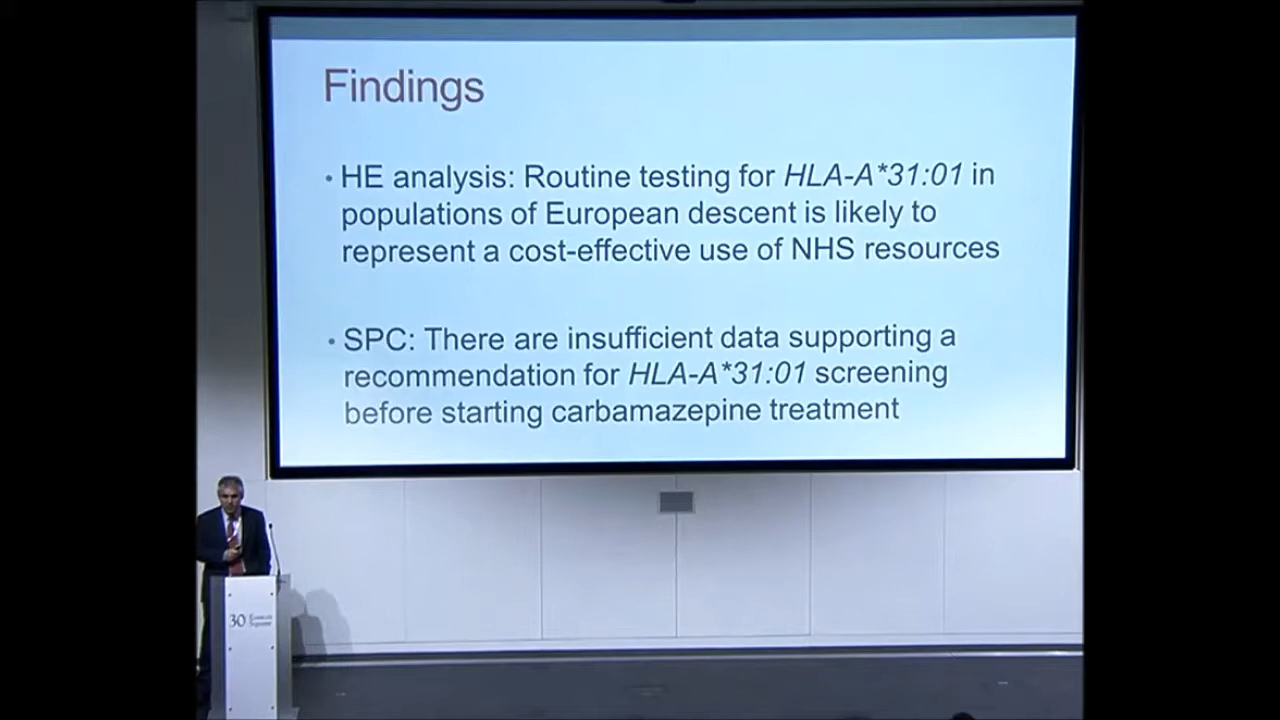 Findings
• HE analysis: Routine testing for HLA-A*31:01 in
populations of European descent is likely to
represent a cost-effective use of NHS resources
• SPC: There are insufficient data supporting a
recommendation for HLA-A*31:01 screening
before starting carbamazepine treatment
30